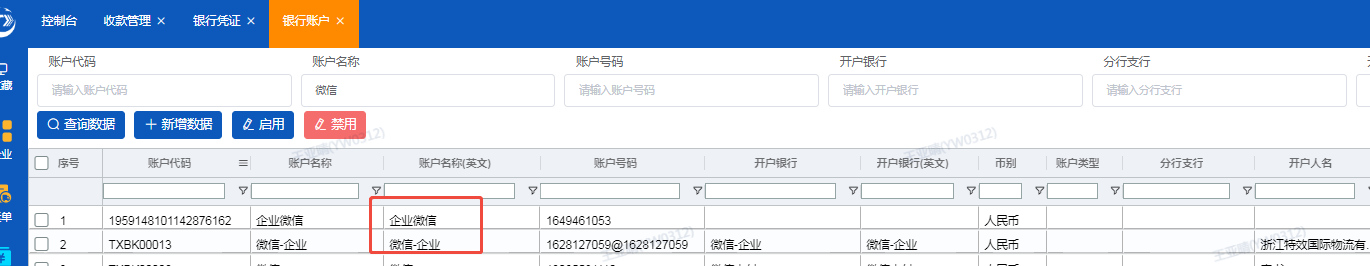 控制台 收款管理 × 银行凭证 × 银行账户 ×
账户代码 账户名称 账户号码 开户银行 分行支行
藏
请输入账户代码 微信 请输入账户号码 请输入开户银行 请输入分行支行
查询数据 新增数据 启用 禁用
王亚晴(YW0312)
业
序号 账户代码 账户名称 账户名称(英文) 账户号码 开户银行 开户银行(英文) 币别 账户类型 分行支行 开户人名
单
1 1959148101142876162 企业微信 企业微信 1649461053 人民币
2 TXBK00013 微信-企业 微信-企业 1628127059@1628127059 微信-企业 微信-企业 人民币 浙江特效国际物流有...